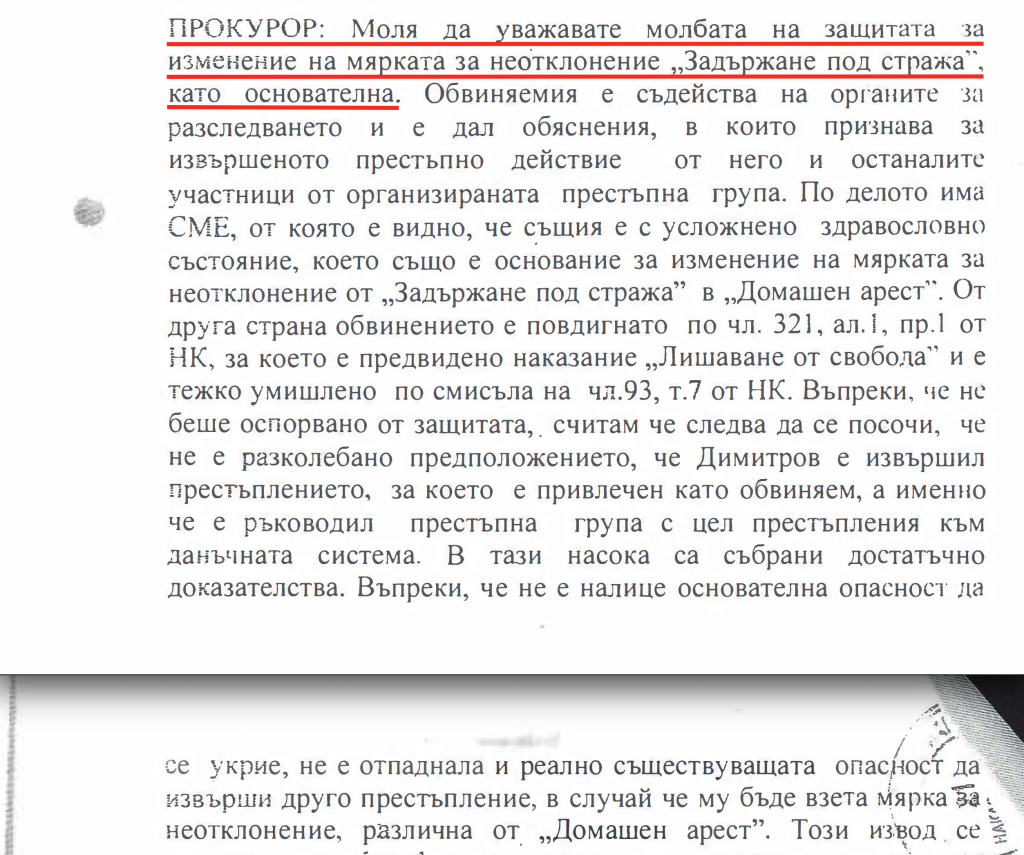 ПРОКУРОР: Моля да уважавате молбата на защитата за
изменение на мярката за неотклонение „Задържане под стража”,
като основателна. Обвиняемия е съдейства на органите за
разследването и е дал обяснения, в които признава за
извършеното престъпно действие от него и останалите
участници от организираната престъпна група. По делото има
СМЕ, от която е видно, че същия е с усложнено здравословно
състояние, което също е основание за изменение на мярката за
неотклонение от „Задържане под стража” в „Домашен арест”. От
друга страна обвинението е повдигнато по чл. 321, ал.1, пр.1 от
НК, за което е предвидено наказание „Лишаване от свобода” и е
тежко умишлено по смисъла на чл.93, т.7 от НК. Въпреки, че не
беше оспорвано от защитата, считам че следва да се посочи, че
не е разколебано предположението, че Димитров е извършил
престъплението, за което е привлечен като обвиняем, а именно
че е ръководил престъпна група с цел престъпления към
данъчната система. В тази насока са събрани достатъчно
доказателства. Въпреки, че не е налице основателна опасност да
се укрие, не е отпаднала и реално съществуващата опасност да
извърши друго престъпление, в случай че му бъде взета мярка за
неотклонение, различна от „Домашен арест”. Този извод се